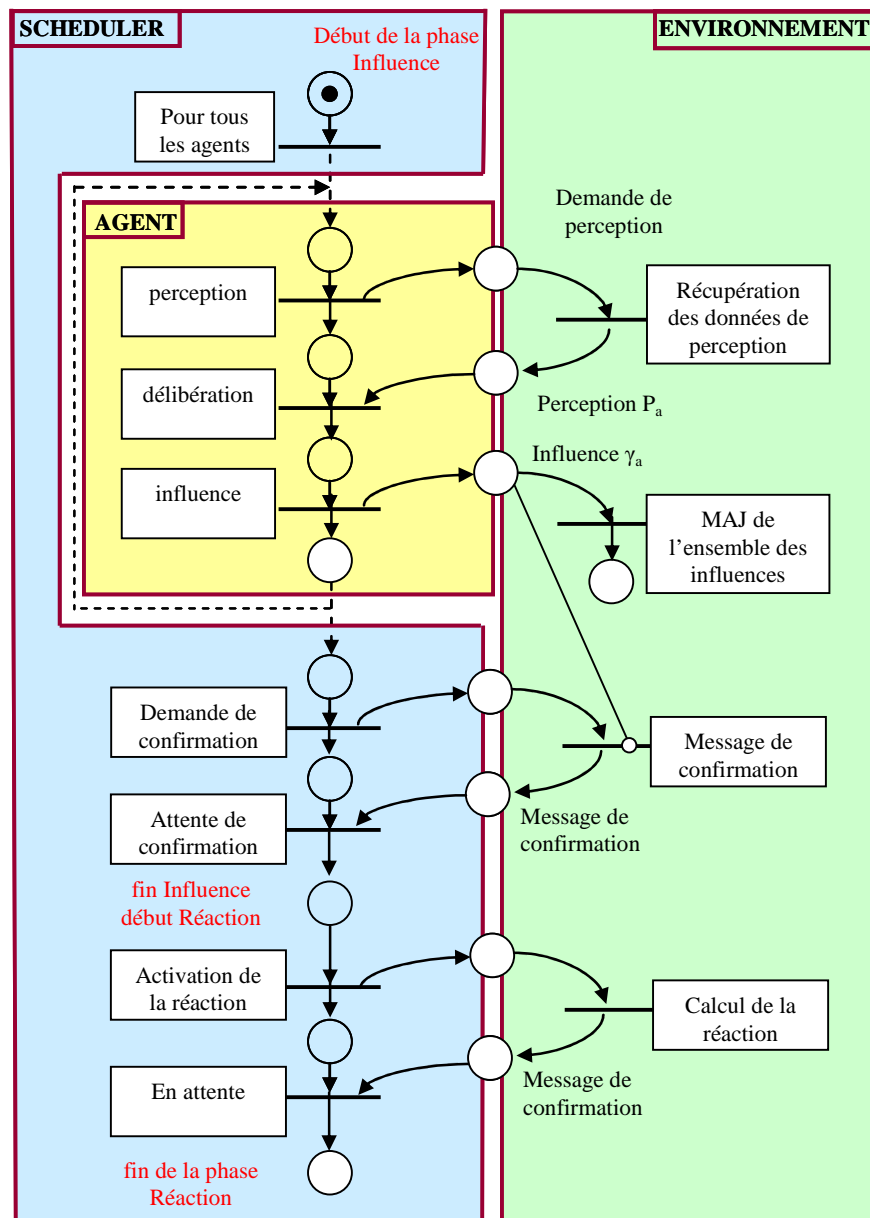 SCHEDULER
ENVIRONNEMENT
Début de la phase
Influence
Pour tous
les agents
AGENT
Demande de
perception
perception
Récupération
des données de
perception
délibération
Perception Pa
Influence γa
influence
MAJ de
l’ensemble des
influences
Demande de
confirmation
Message de
confirmation
Attente de
confirmation
Message de
confirmation
fin Influence
début Réaction
Activation de
la réaction
Calcul de la
réaction
En attente
Message de
confirmation
fin de la phase
Réaction